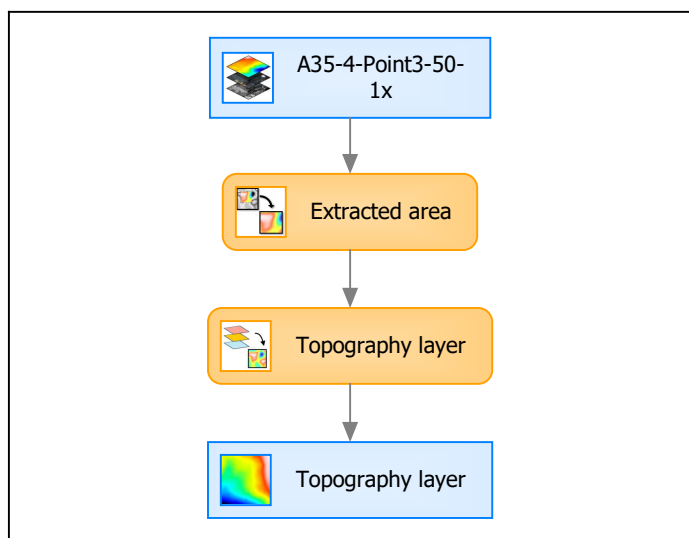 A35-4-Point3-50-
1x
Extracted area
Topography layer
Topography layer